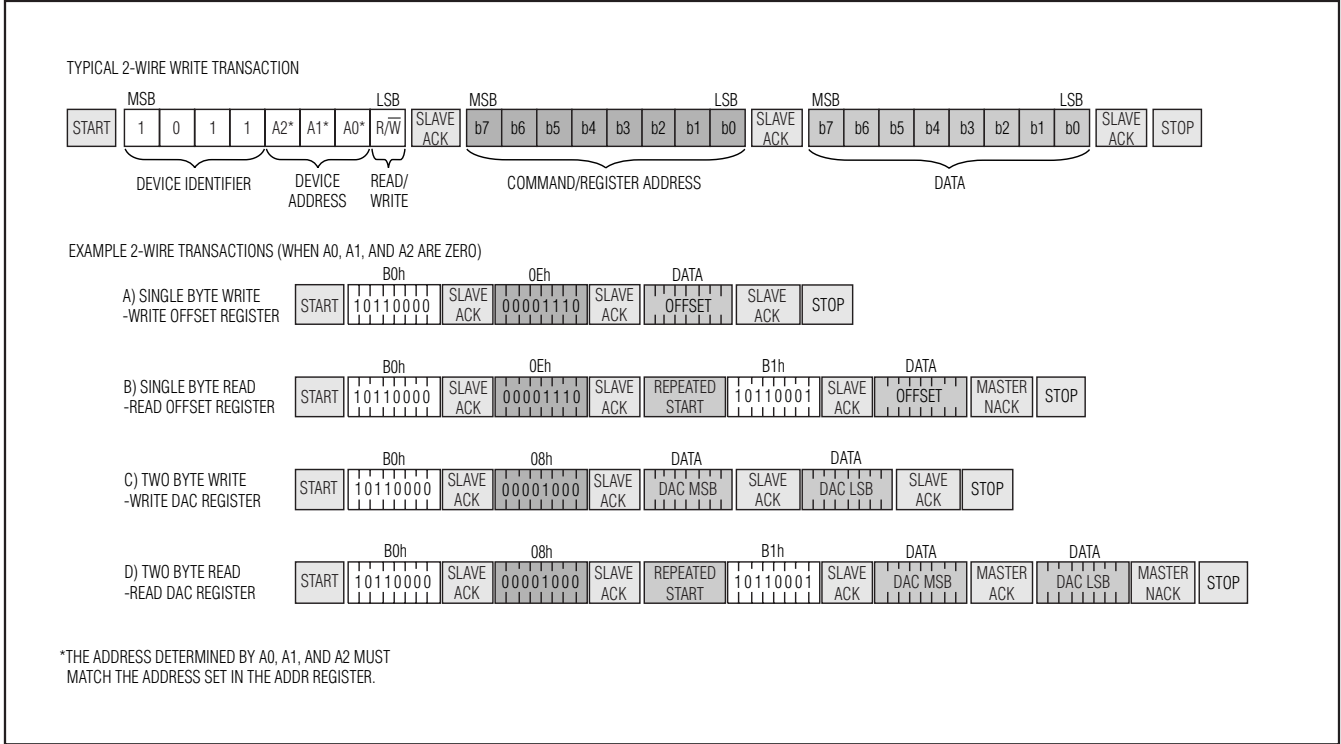 TYPICAL 2-WIRE WRITE TRANSACTION
MSB LSB MSB LSB MSB LSB
START 1 0 1 1 A2* A1* A0* R/W̅ SLAVE ACK b7 b6 b5 b4 b3 b2 b1 b0 SLAVE ACK b7 b6 b5 b4 b3 b2 b1 b0 SLAVE ACK STOP
DEVICE IDENTIFIER DEVICE ADDRESS READ/WRITE COMMAND/REGISTER ADDRESS DATA
EXAMPLE 2-WIRE TRANSACTIONS (WHEN A0, A1, AND A2 ARE ZERO)
B0h 0Eh DATA
A) SINGLE BYTE WRITE
-WRITE OFFSET REGISTER
START 10110000 SLAVE ACK 00001110 SLAVE ACK OFFSET SLAVE ACK STOP
B0h 0Eh B1h DATA
B) SINGLE BYTE READ
-READ OFFSET REGISTER
START 10110000 SLAVE ACK 00001110 SLAVE ACK REPEATED START 10110001 SLAVE ACK OFFSET MASTER NACK STOP
B0h 08h DATA DATA
C) TWO BYTE WRITE
-WRITE DAC REGISTER
START 10110000 SLAVE ACK 00001000 SLAVE ACK DAC MSB SLAVE ACK DAC LSB SLAVE ACK STOP
B0h 08h B1h DATA DATA
D) TWO BYTE READ
-READ DAC REGISTER
START 10110000 SLAVE ACK 00001000 SLAVE ACK REPEATED START 10110001 SLAVE ACK DAC MSB MASTER ACK DAC LSB MASTER NACK STOP
*THE ADDRESS DETERMINED BY A0, A1, AND A2 MUST
MATCH THE ADDRESS SET IN THE ADDR REGISTER.